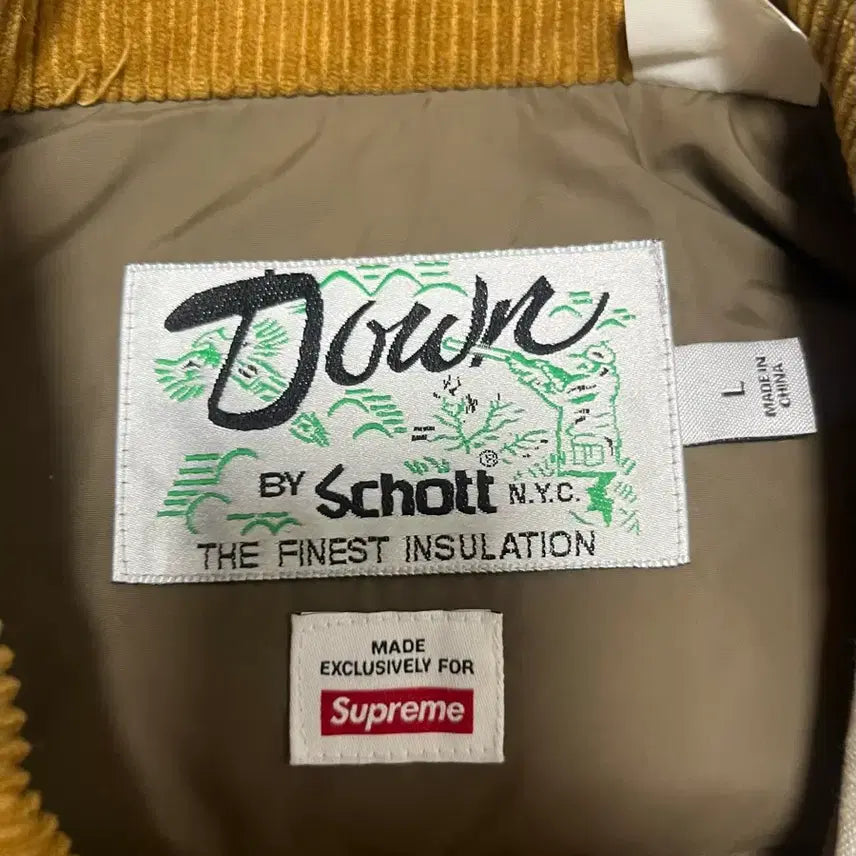 Down
BY Schott® N.Y.C.
THE FINEST INSULATION
L
MADE IN
CHINA
MADE
EXCLUSIVELY FOR
Supreme